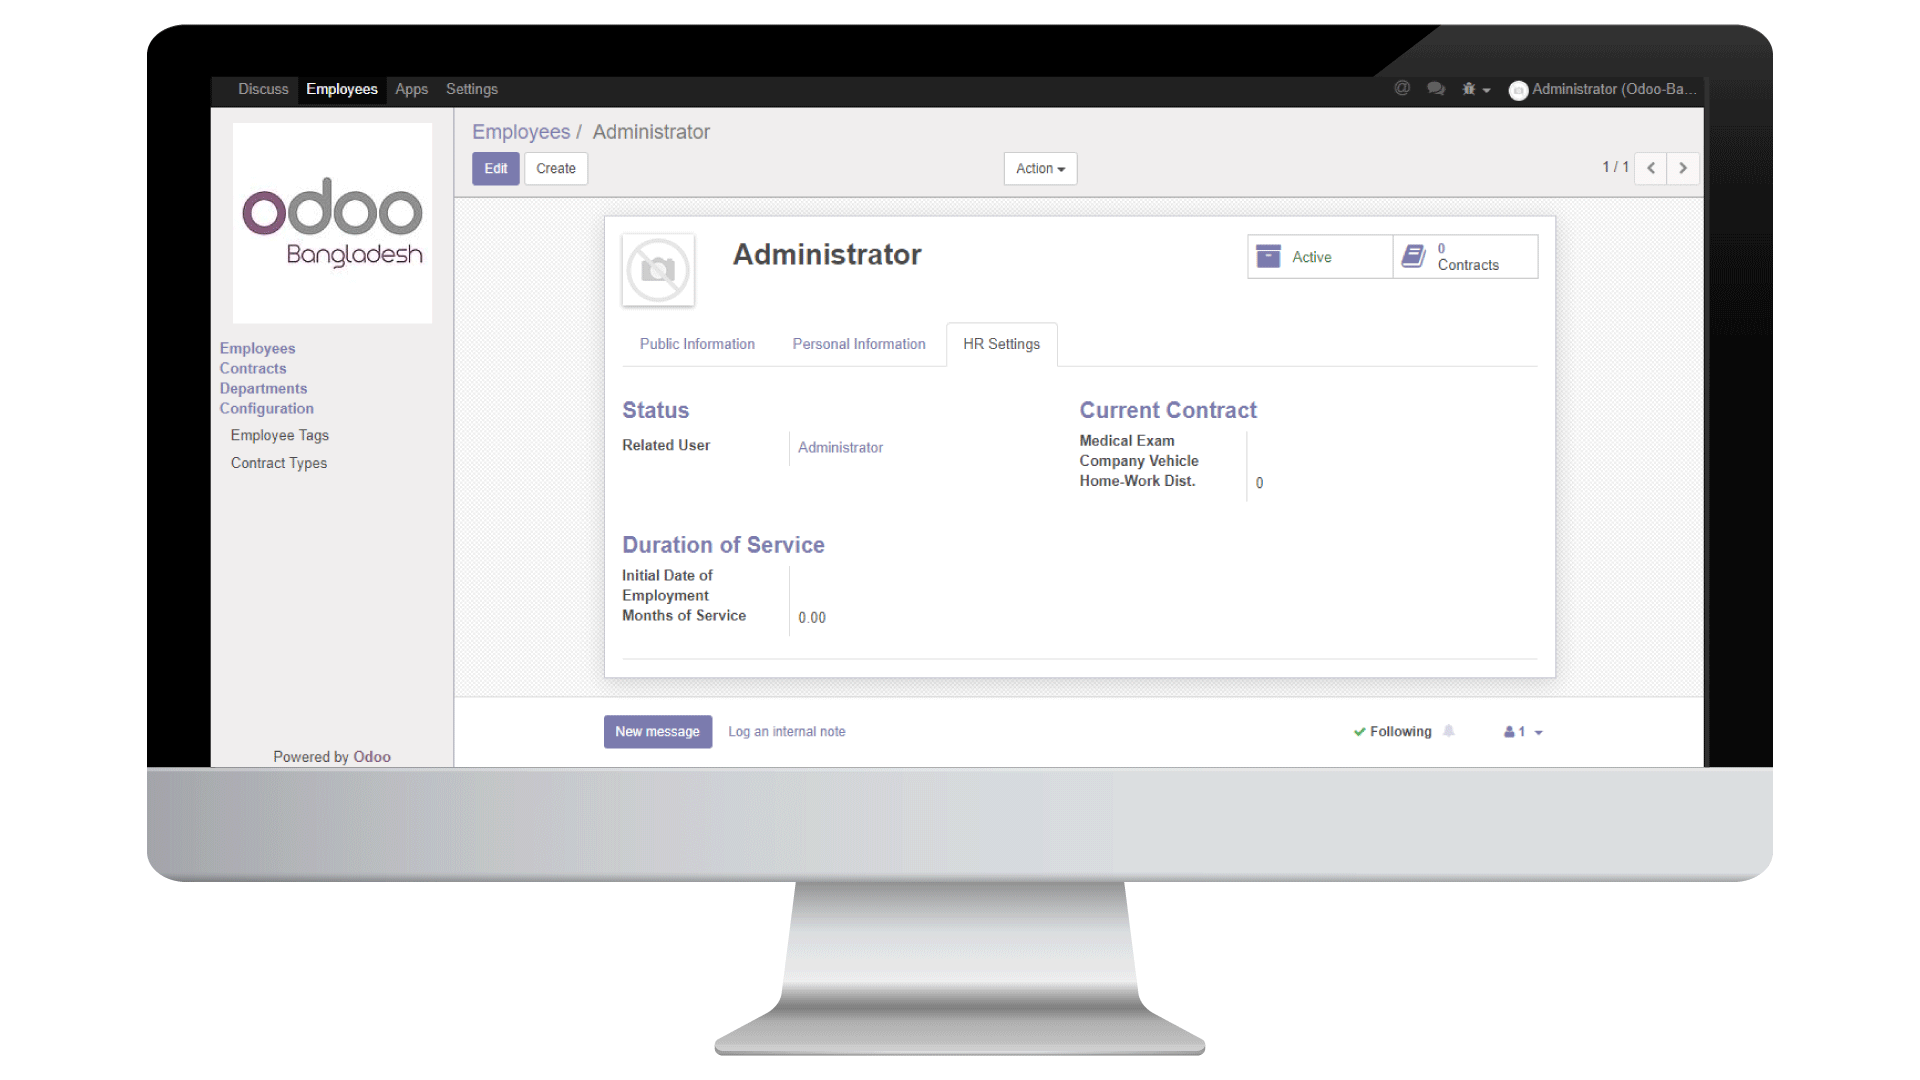 Discuss Employees Apps Settings
@ Administrator (Odoo-Ba...
odoo
Bangladesh
Employees
Contracts
Departments
Configuration
Employee Tags
Contract Types
Powered by Odoo
Employees / Administrator
Edit Create Action 1 / 1
Administrator
Active
0
Contracts
Public Information Personal Information HR Settings
Status
Related User Administrator
Current Contract
Medical Exam
Company Vehicle
Home-Work Dist. 0
Duration of Service
Initial Date of
Employment
Months of Service 0.00
New message Log an internal note Following 1